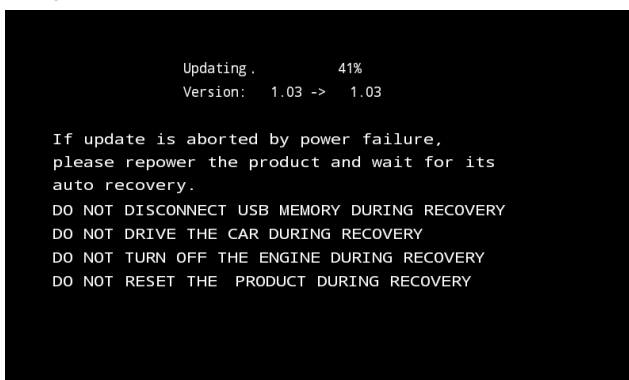 Updating. 41%
Version: 1.03 -> 1.03
If update is aborted by power failure,
please repower the product and wait for its
auto recovery.
DO NOT DISCONNECT USB MEMORY DURING RECOVERY
DO NOT DRIVE THE CAR DURING RECOVERY
DO NOT TURN OFF THE ENGINE DURING RECOVERY
DO NOT RESET THE PRODUCT DURING RECOVERY